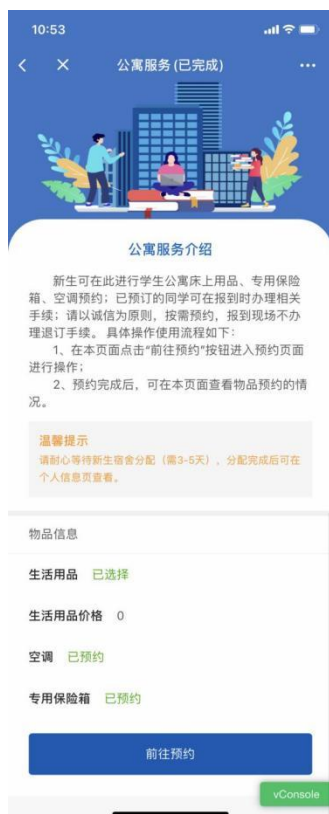 10:53
公寓服务(已完成)
公寓服务介绍
新生可在此进行学生公寓床上用品、专用保险
箱、空调预约；已预订的同学可在报到时办理相关
手续；请以诚信为原则，按需预约，报到现场不办
理退订手续。具体操作使用流程如下：
1、在本页面点击“前往预约”按钮进入预约页面
进行操作；
2、预约完成后，可在本页面查看物品预约的情
况。
温馨提示
请耐心等待新生宿舍分配（需3-5天），分配完成后可在
个人信息页查看。
物品信息
生活用品 已选择
生活用品价格 0
空调 已预约
专用保险箱 已预约
前往预约
vConsole